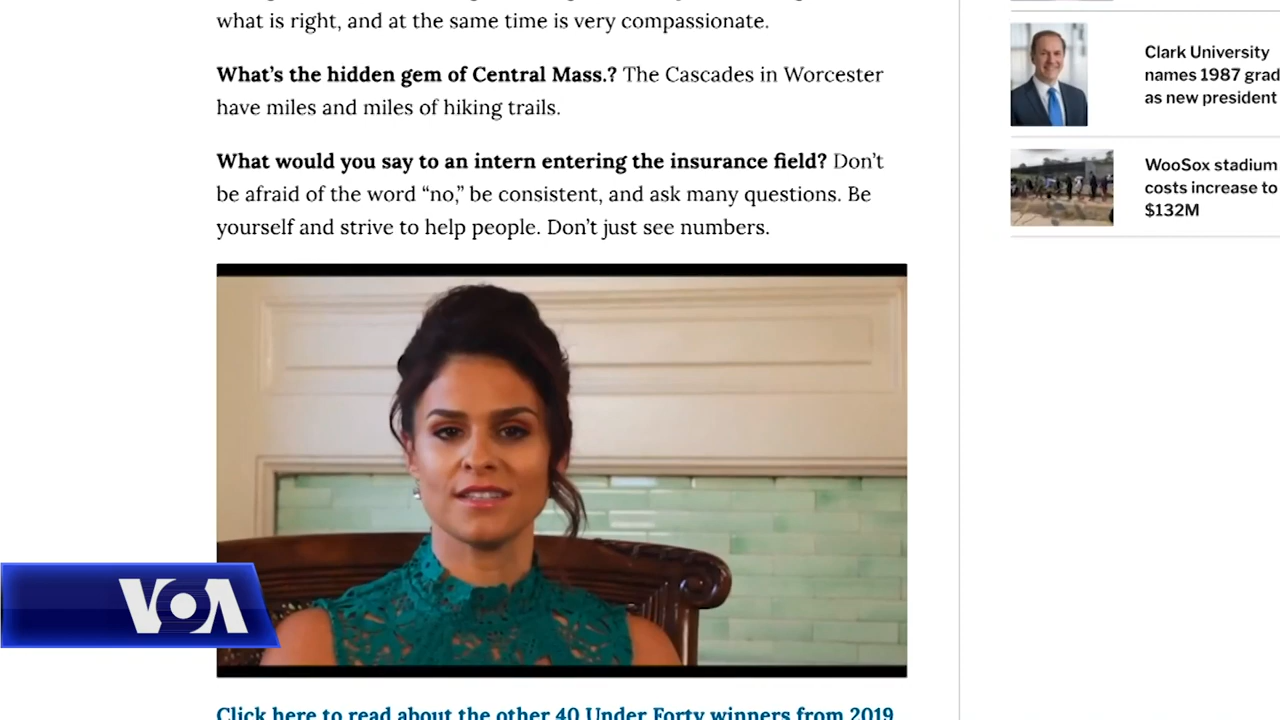 what is right, and at the same time is very compassionate.
What’s the hidden gem of Central Mass.? The Cascades in Worcester
have miles and miles of hiking trails.
What would you say to an intern entering the insurance field? Don’t
be afraid of the word “no,” be consistent, and ask many questions. Be
yourself and strive to help people. Don’t just see numbers.
Click here to read about the other 40 Under Forty winners from 2019
Clark University
names 1987 grad
as new president
WooSox stadium
costs increase to
$132M
VOA